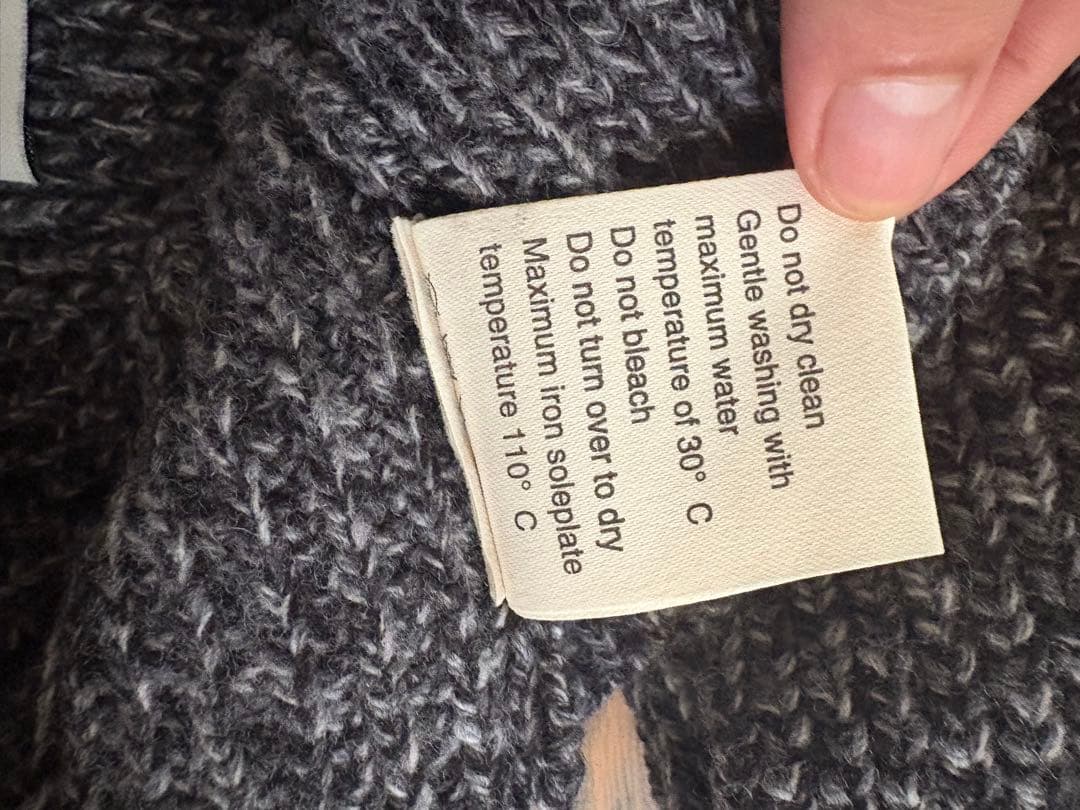 Do not dry clean
Gentle washing with
maximum water
temperature of 30° C
Do not bleach
Do not turn over to dry
Maximum iron soleplate
temperature 110° C